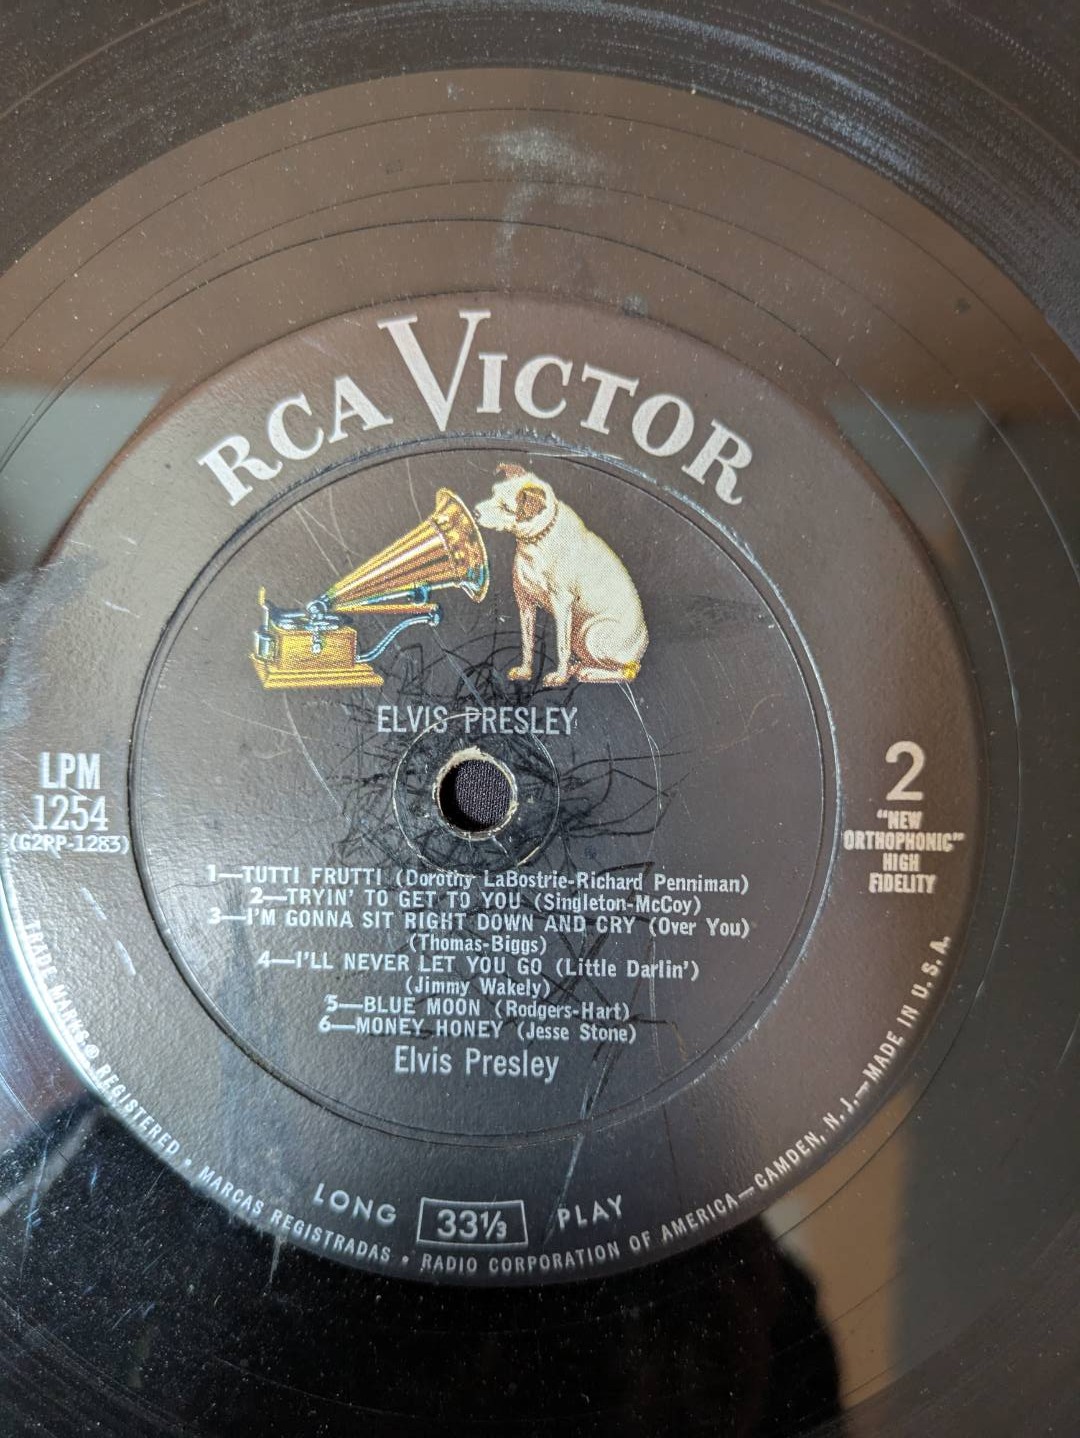 RCA VICTOR
ELVIS PRESLEY
LPM
1254
(G2PP-1283)
2
"NEW
ORTHOPHONIC"
HIGH
FIDELITY
1—TUTTI FRUTTI (Dorothy LaBostrie-Richard Penniman)
2—TRYIN' TO GET TO YOU (Singleton-McCoy)
3—I'M GONNA SIT RIGHT DOWN AND CRY (Over You)
(Thomas-Biggs)
4—I'LL NEVER LET YOU GO (Little Darlin')
(Jimmy Wakely)
5—BLUE MOON (Rodgers-Hart)
6—MONEY HONEY (Jesse Stone)
Elvis Presley
LONG 33⅓ PLAY
TRADE MARKS ® REGISTERED • MARCAS REGISTRADAS • RADIO CORPORATION OF AMERICA—CAMDEN, N. J.—MADE IN U. S. A.